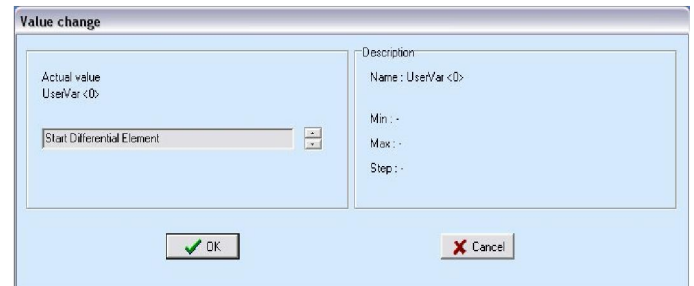 Value change
Actual value
UserVar <0>
Start Differential Element
Description
Name : UserVar <0>
Min : -
Max : -
Step : -
OK
Cancel